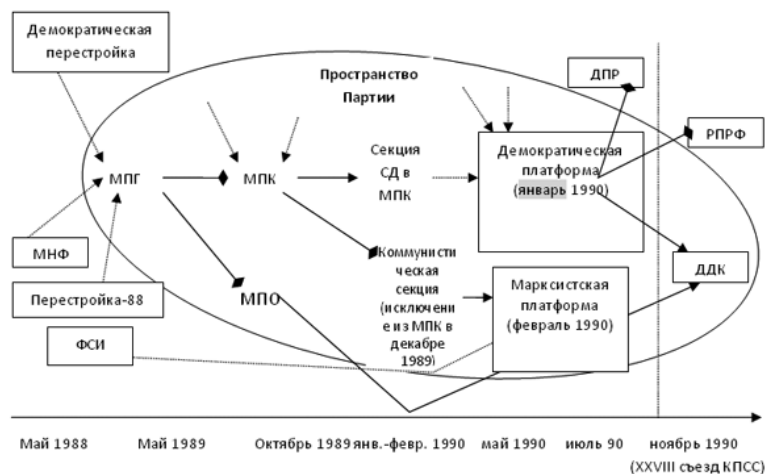 Демократическая
перестройка
Пространство
Партии
ДПР
РПРФ
МПГ
МПК
Секция
СД в
МПК
Демократическая
платформа
(январь 1990)
МНФ
Перестройка-88
ФСИ
МПО
Коммунисти
ческая
секция
(исключени
е из МПК в
декабре
1989)
Марксистская
платформа
(февраль 1990)
ДДК
Май 1988
Май 1989
Октябрь 1989
янв.-февр. 1990
май 1990
июль 90
ноябрь 1990
(XXVIII съезд КПСС)